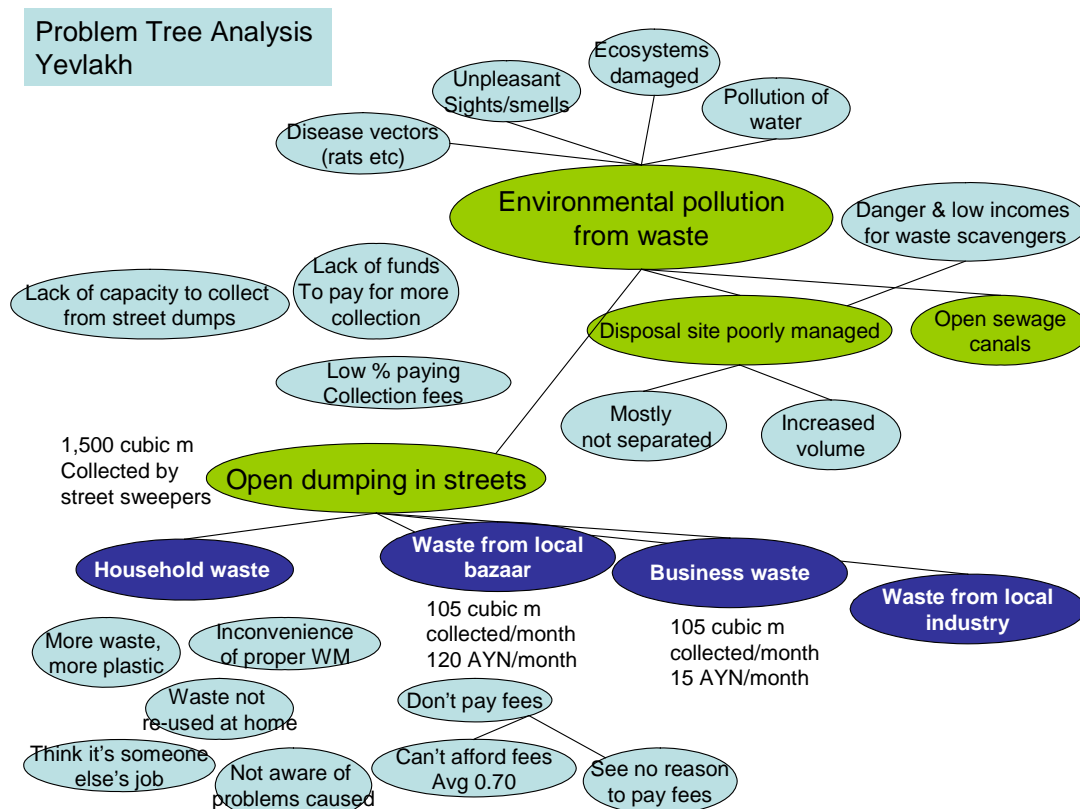 Problem Tree Analysis
Yevlakh
Ecosystems
damaged
Unpleasant
Sights/smells
Pollution of
water
Disease vectors
(rats etc)
Environmental pollution
from waste
Danger & low incomes
for waste scavengers
Lack of funds
To pay for more
collection
Lack of capacity to collect
from street dumps
Disposal site poorly managed
Open sewage
canals
Low % paying
Collection fees
Mostly
not separated
Increased
volume
1,500 cubic m
Collected by
street sweepers
Open dumping in streets
Household waste
Waste from local
bazaar
Business waste
Waste from local
industry
105 cubic m
collected/month
120 AYN/month
105 cubic m
collected/month
15 AYN/month
More waste,
more plastic
Inconvenience
of proper WM
Waste not
re-used at home
Don't pay fees
Think it's someone
else's job
Not aware of
problems caused
Can't afford fees
Avg 0.70
See no reason
to pay fees